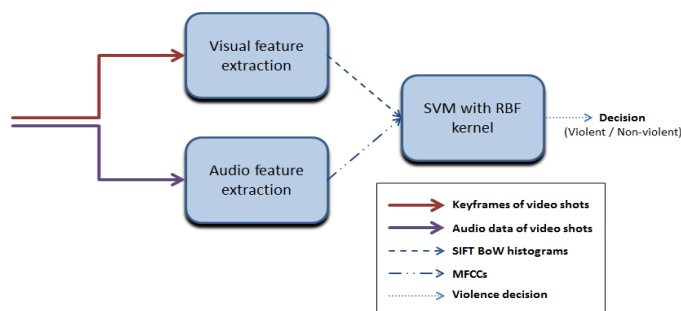 Visual feature
extraction
SVM with RBF
kernel
Decision
(Violent / Non-violent)
Audio feature
extraction
Keyframes of video shots
Audio data of video shots
SIFT BoW histograms
MFCCs
Violence decision